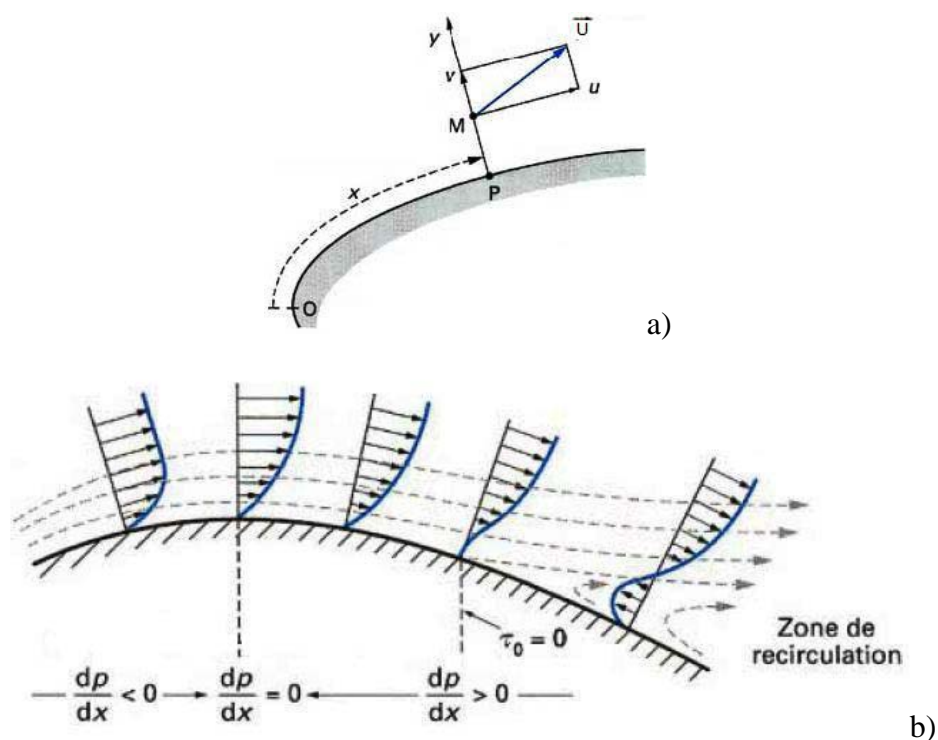 y
U
v
u
M
x
P
O
a)
τ₀ = 0
Zone de
recirculation
dp/dx < 0
dp/dx = 0
dp/dx > 0
b)